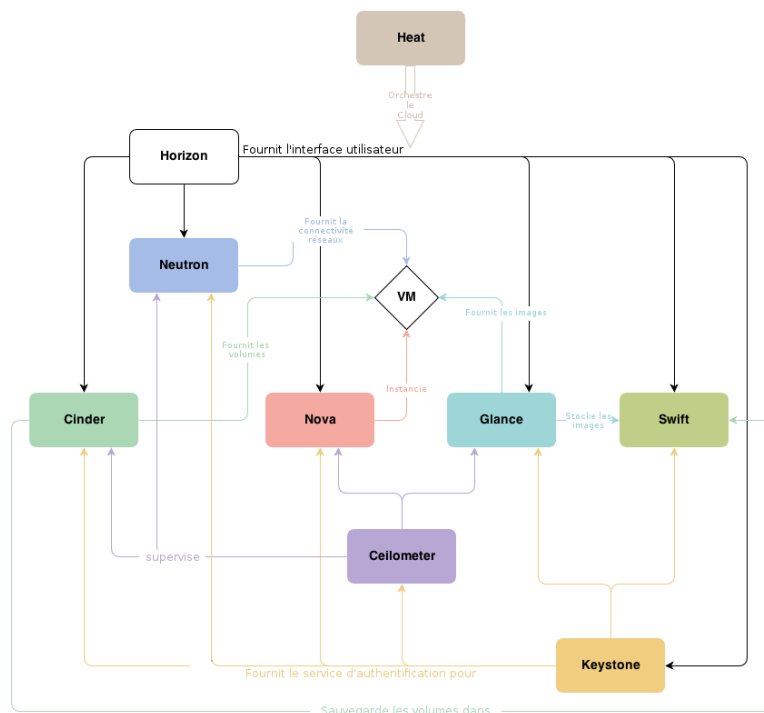 Heat
Orchestre
le
Cloud
Horizon
Fournit l'interface utilisateur
Fournit la
connectivité
réseaux
Neutron
VM
Fournit les images
Fournit les
volumes
Instancie
Cinder
Nova
Glance
Stocke les
images
Swift
Ceilometer
supervise
Keystone
Fournit le service d'authentification pour
Sauvegarde les volumes dans